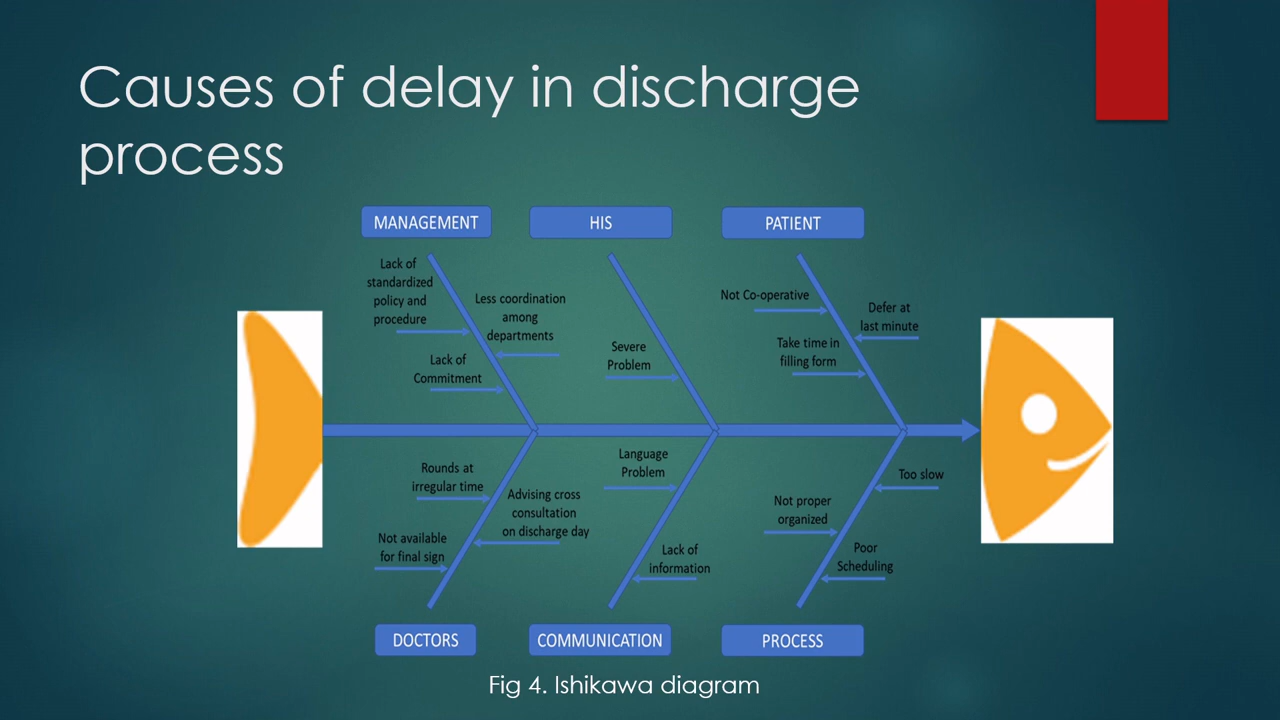 Causes of delay in discharge
process
MANAGEMENT
HIS
PATIENT
Lack of
standardized
policy and
procedure
Less coordination
among
departments
Lack of
Commitment
Severe
Problem
Not Co-operative
Defer at
last minute
Take time in
filling form
Rounds at
irregular time
Advising cross
consultation
on discharge day
Not available
for final sign
Language
Problem
Lack of
information
Too slow
Not proper
organized
Poor
Scheduling
DOCTORS
COMMUNICATION
PROCESS
Fig 4. Ishikawa diagram